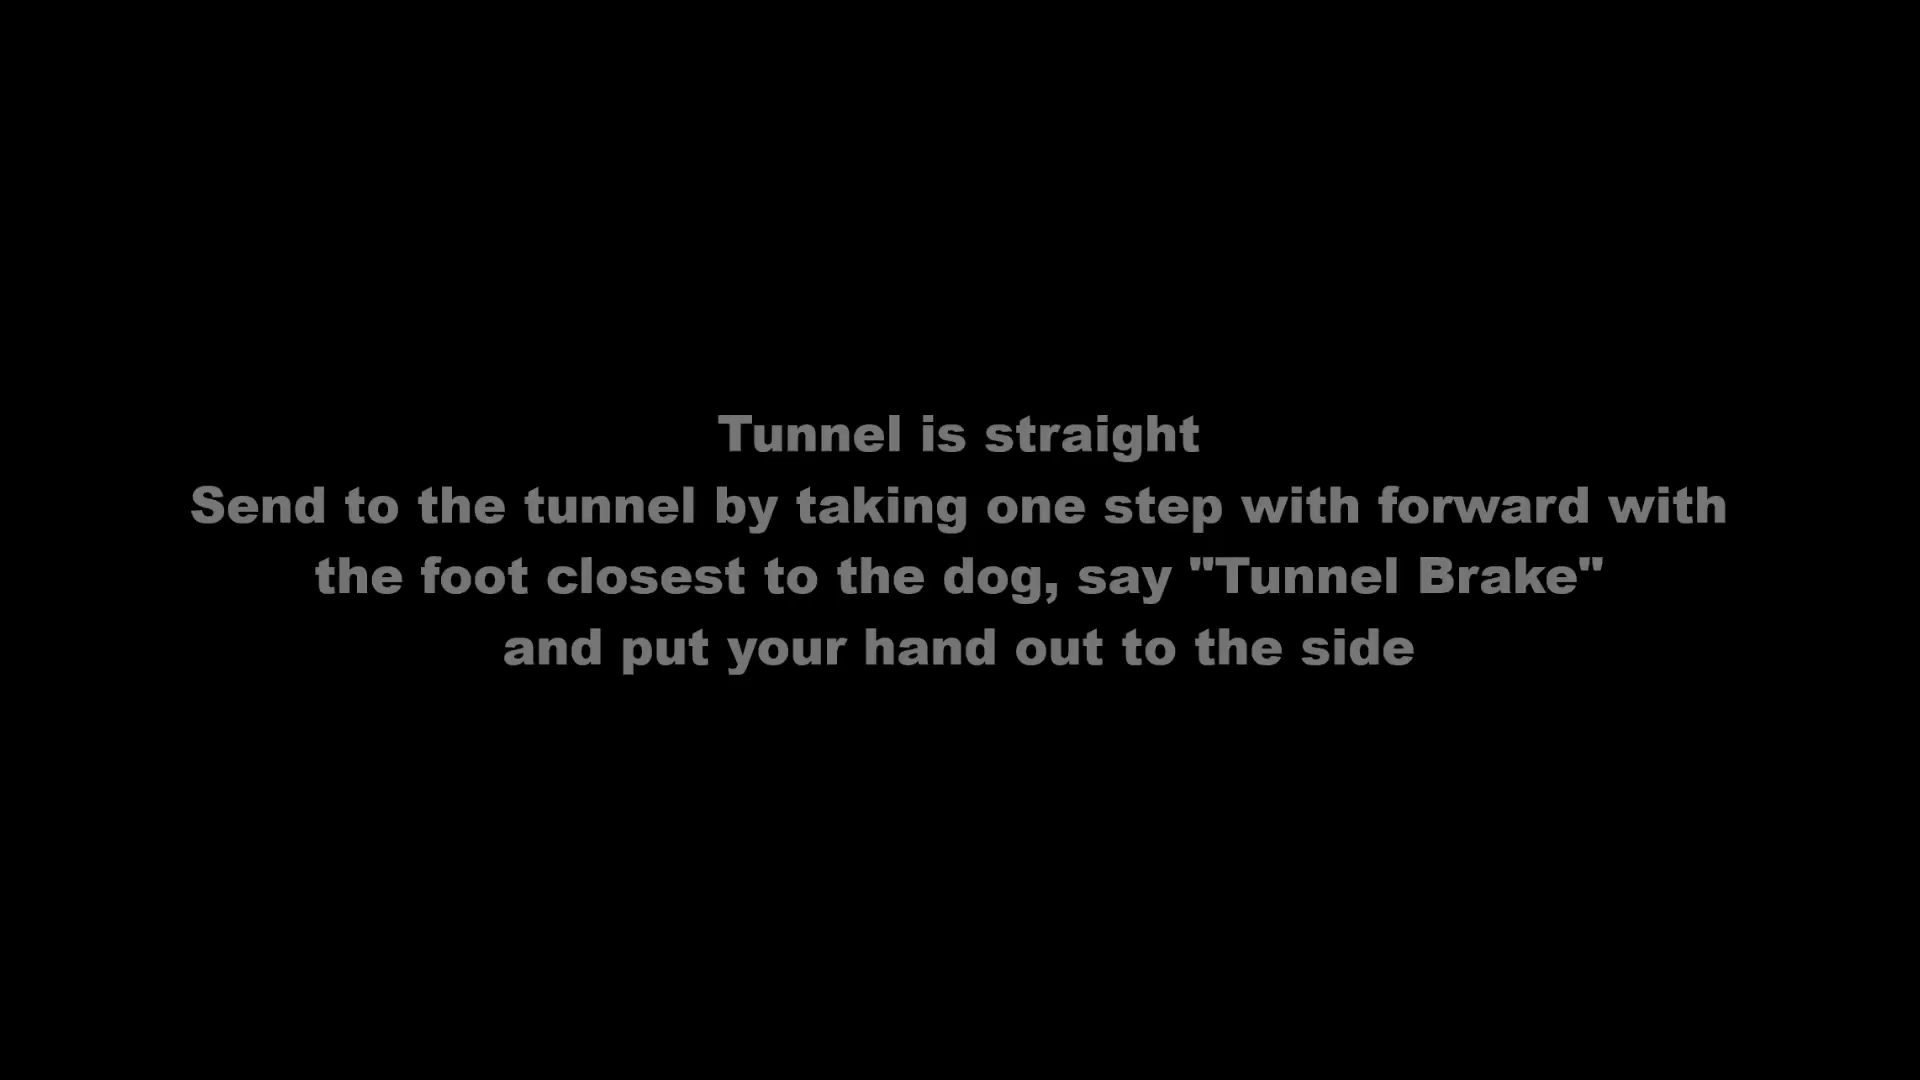 Tunnel is straight
Send to the tunnel by taking one step with forward with
the foot closest to the dog, say "Tunnel Brake"
and put your hand out to the side